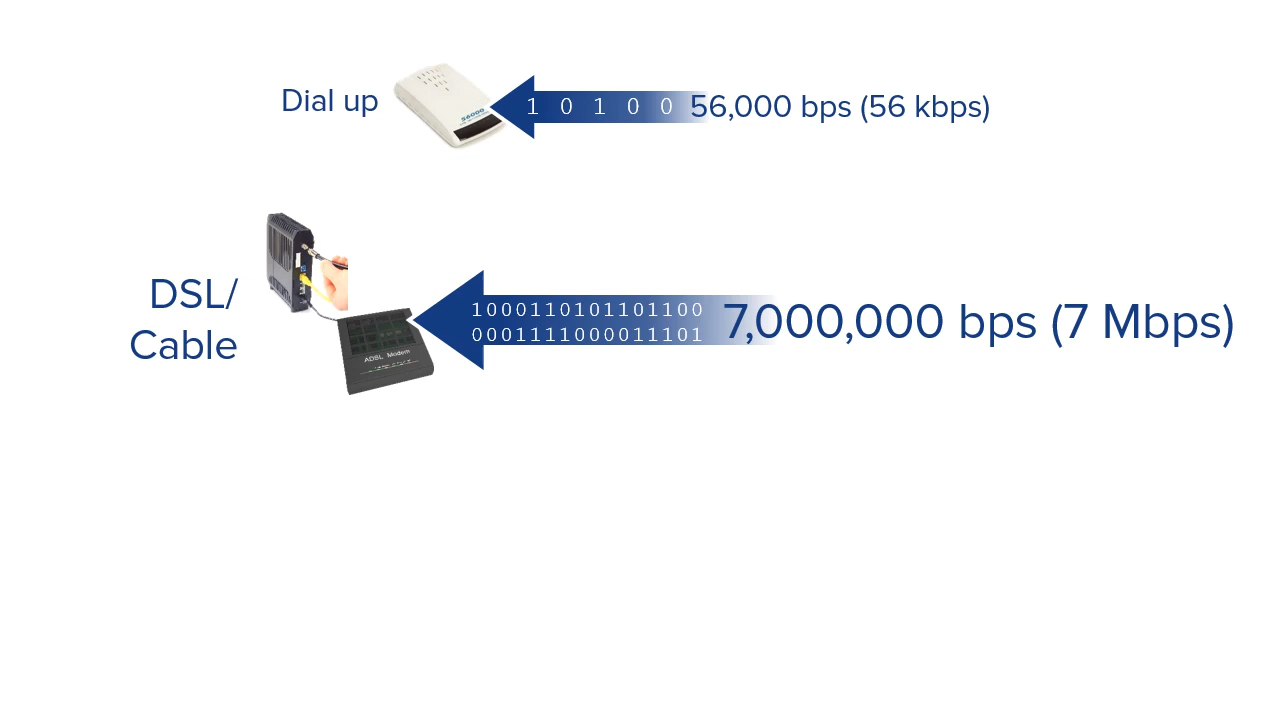 Dial up
56000
1 0 1 0 0
56,000 bps (56 kbps)
DSL/
Cable
ADSL Modem
1000110101101100
0001111000011101
7,000,000 bps (7 Mbps)